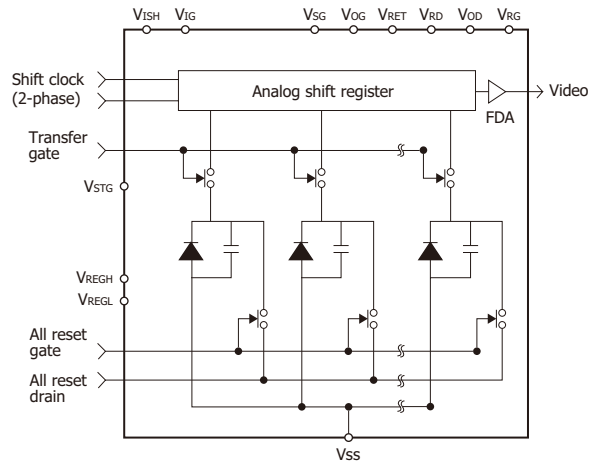 VISH VIG VSG VOG VRET VRD VOD VRG
Shift clock
(2-phase)
Analog shift register
FDA
Video
Transfer
gate
VSTG
VREGH
VREGL
All reset
gate
All reset
drain
Vss